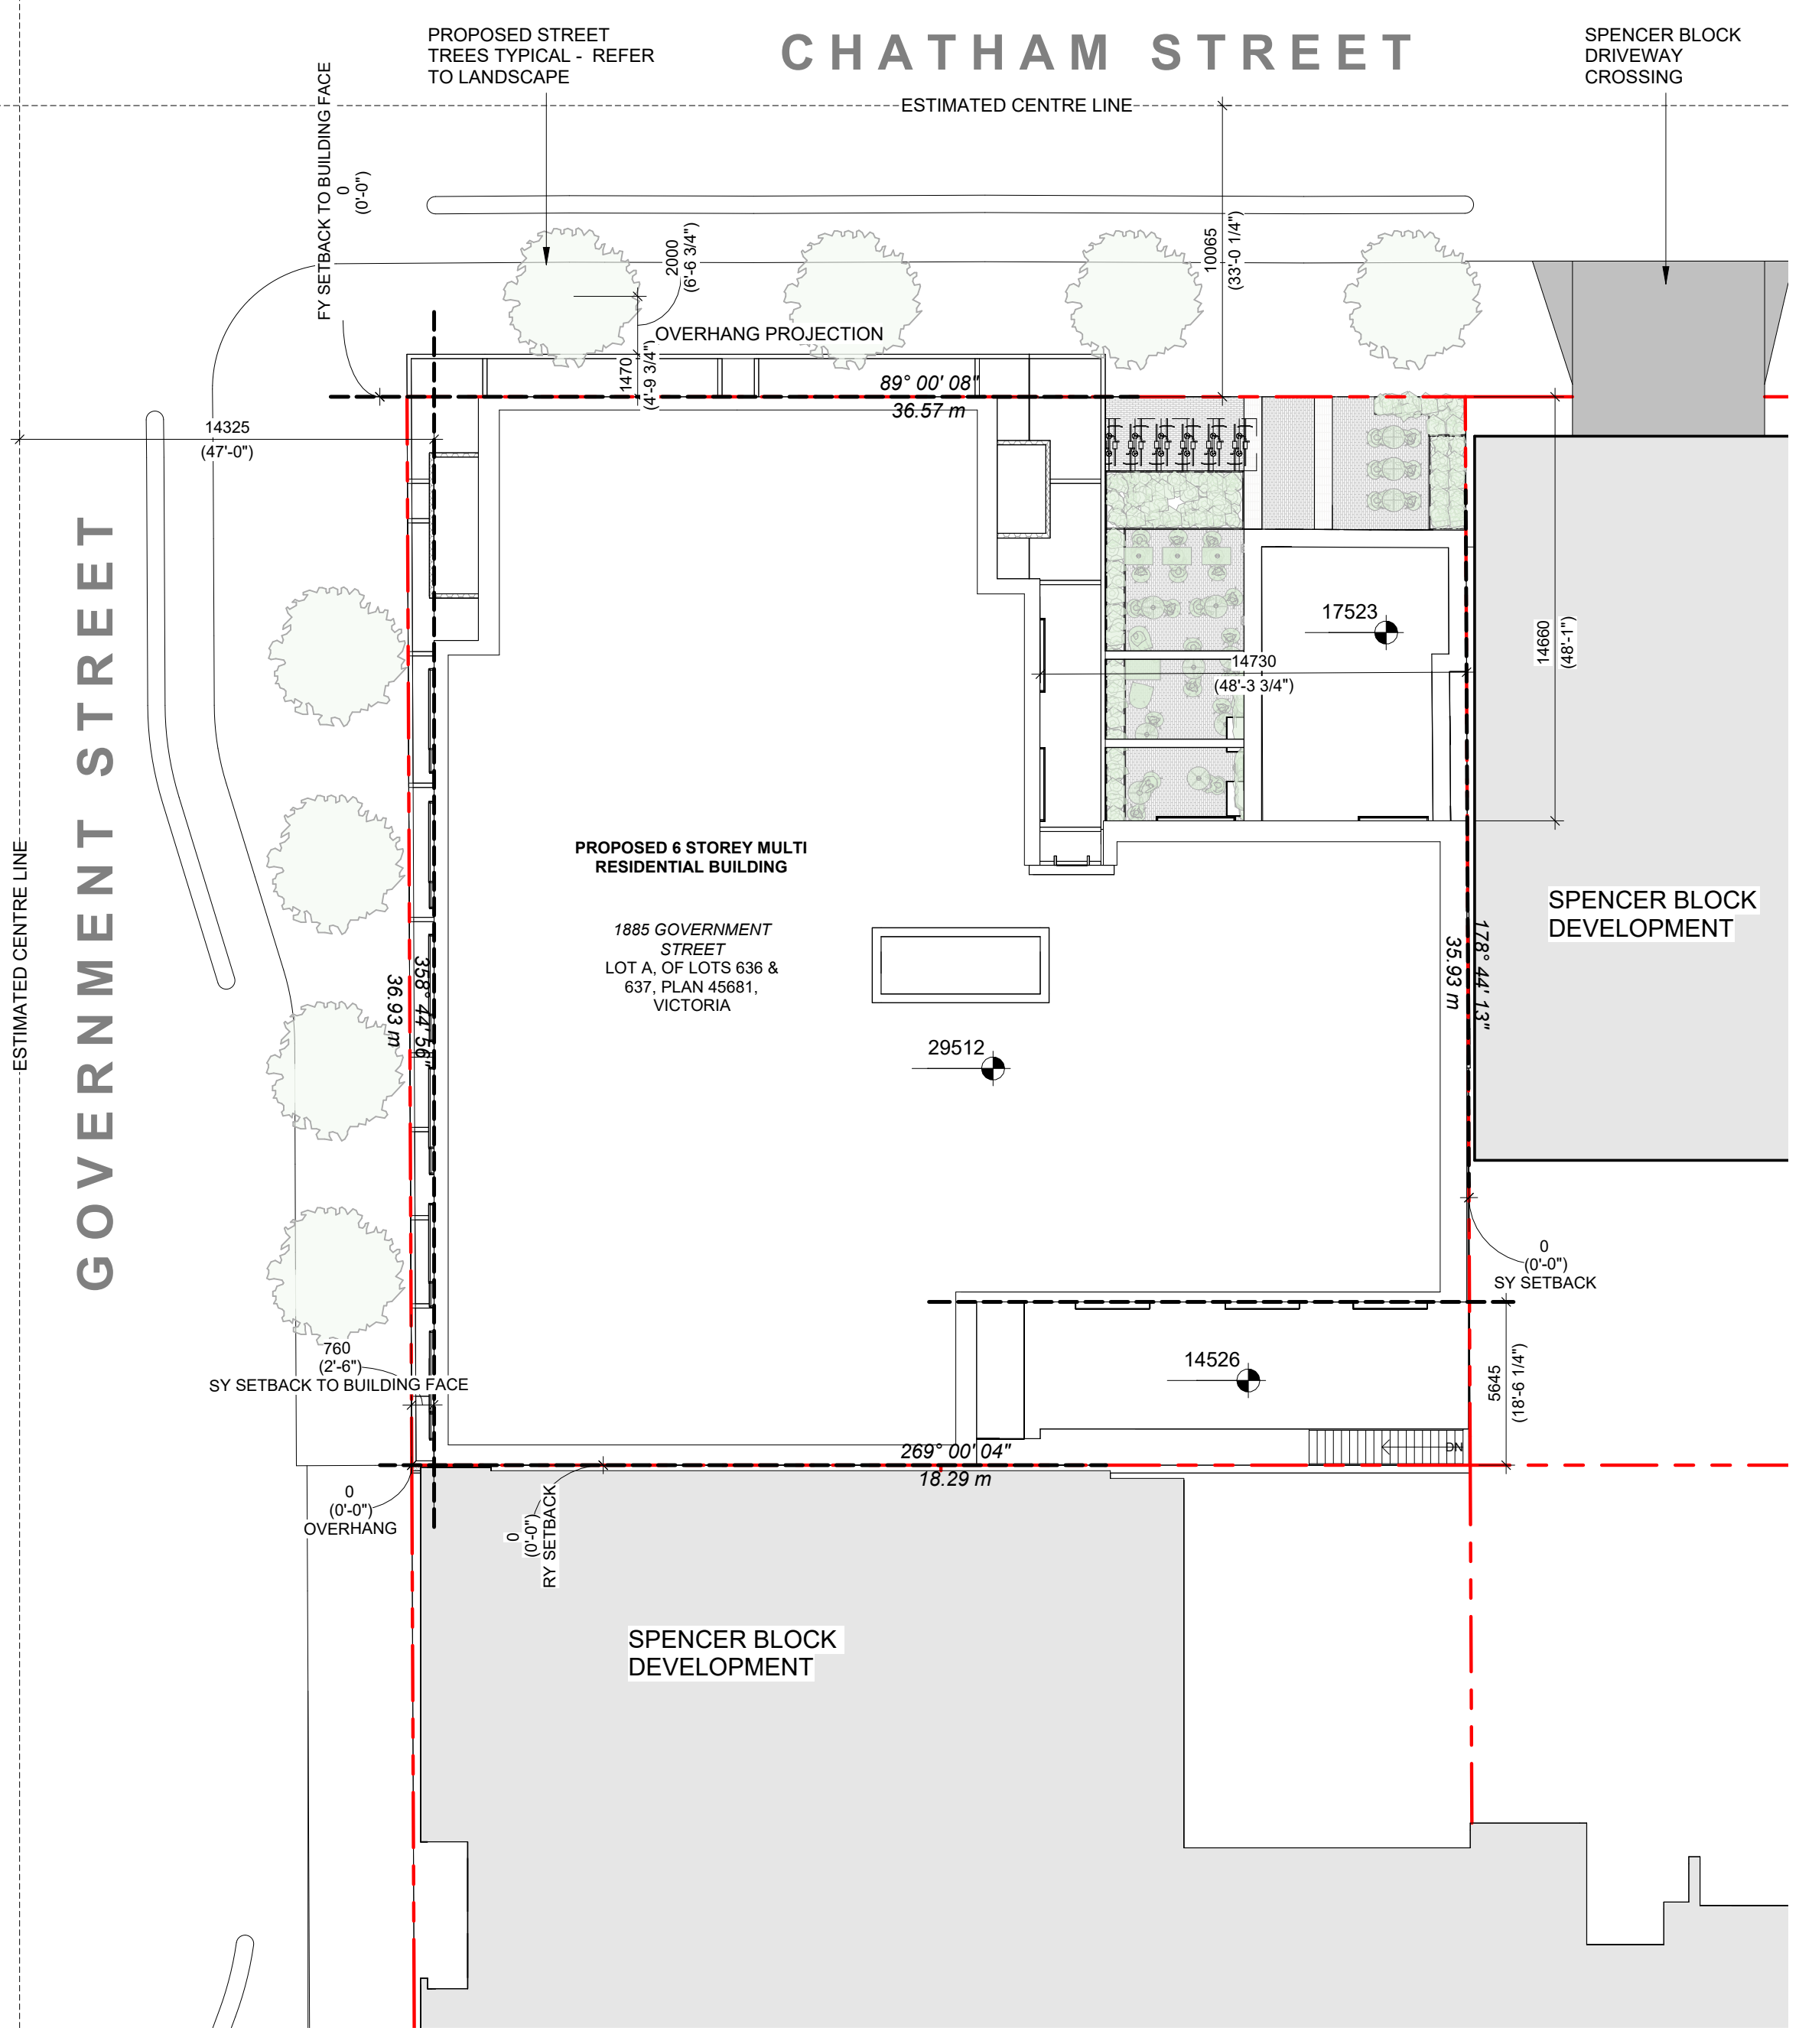 PROPOSED STREET
TREES TYPICAL - REFER
TO LANDSCAPE
CHATHAM STREET
SPENCER BLOCK
DRIVEWAY
CROSSING
ESTIMATED CENTRE LINE
FY SETBACK TO BUILDING FACE
0
(0'-0")
2000
(6'-6 3/4")
10065
(33'-0 1/4")
OVERHANG PROJECTION
1470
(4'-9 3/4")
89° 00' 08"
36.57 m
14325
(47'-0")
GOVERNMENT STREET
ESTIMATED CENTRE LINE
17523
14730
(48'-3 3/4")
14660
(48'-1")
PROPOSED 6 STOREY MULTI
RESIDENTIAL BUILDING
1885 GOVERNMENT
STREET
LOT A, OF LOTS 636 &
637, PLAN 45681,
VICTORIA
SPENCER BLOCK
DEVELOPMENT
358° 44' 56"
36.93 m
178° 44' 13"
35.93 m
29512
0
(0'-0")
SY SETBACK
760
(2'-6")
SY SETBACK TO BUILDING FACE
14526
5645
(18'-6 1/4")
DN
269° 00' 04"
18.29 m
0
(0'-0")
OVERHANG
0
(0'-0")
RY SETBACK
SPENCER BLOCK
DEVELOPMENT